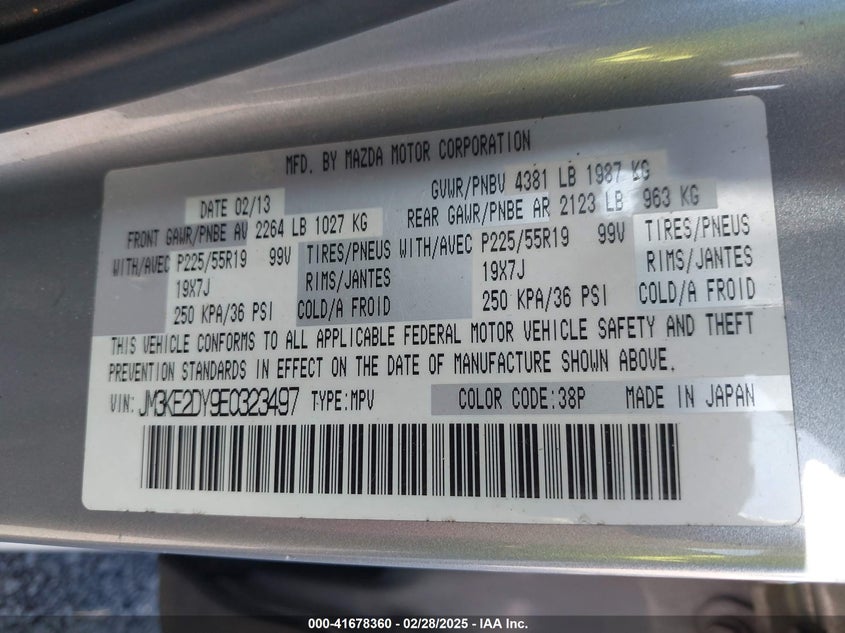 MFD. BY MAZDA MOTOR CORPORATION
DATE 02/13 GVWR/PNBV 4381 LB 1987 KG
FRONT GAWR/PNBE AV 2264 LB 1027 KG REAR GAWR/PNBE AR 2123 LB 963 KG
WITH/AVEC P225/55R19 99V TIRES/PNEUS WITH/AVEC P225/55R19 99V TIRES/PNEUS
19X7J RIMS/JANTES 19X7J RIMS/JANTES
250 KPA/36 PSI COLD/A FROID 250 KPA/36 PSI COLD/A FROID
THIS VEHICLE CONFORMS TO ALL APPLICABLE FEDERAL MOTOR VEHICLE SAFETY AND THEFT
PREVENTION STANDARDS IN EFFECT ON THE DATE OF MANUFACTURE SHOWN ABOVE.
VIN: JM3KE2DY9E0323497 TYPE:MPV COLOR CODE:38P MADE IN JAPAN
000-41678360 - 02/28/2025 - IAAI Inc.